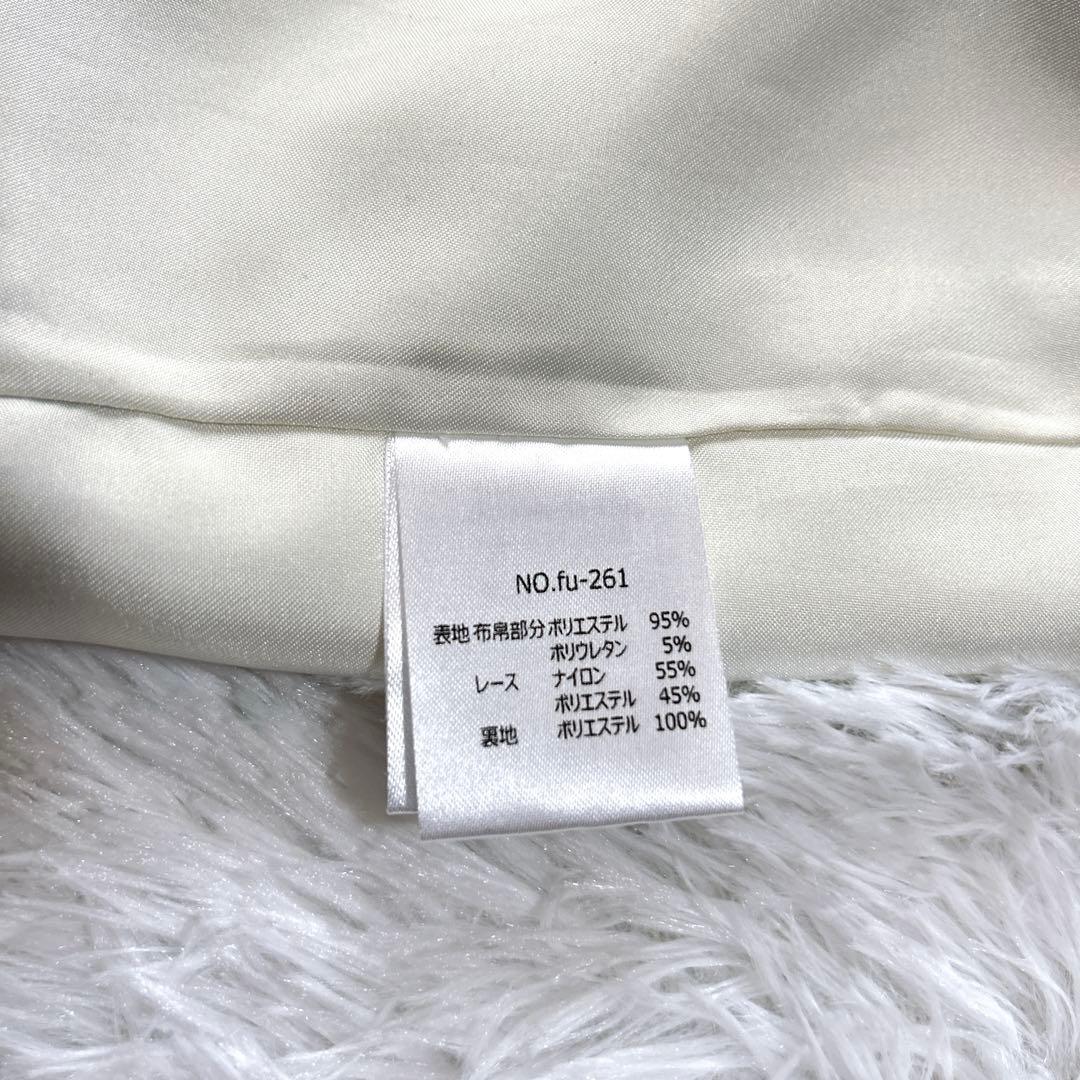 NO.fu-261
表地 布帛部分 ポリエステル 95%
ポリウレタン 5%
レース ナイロン 55%
ポリエステル 45%
裏地 ポリエステル 100%